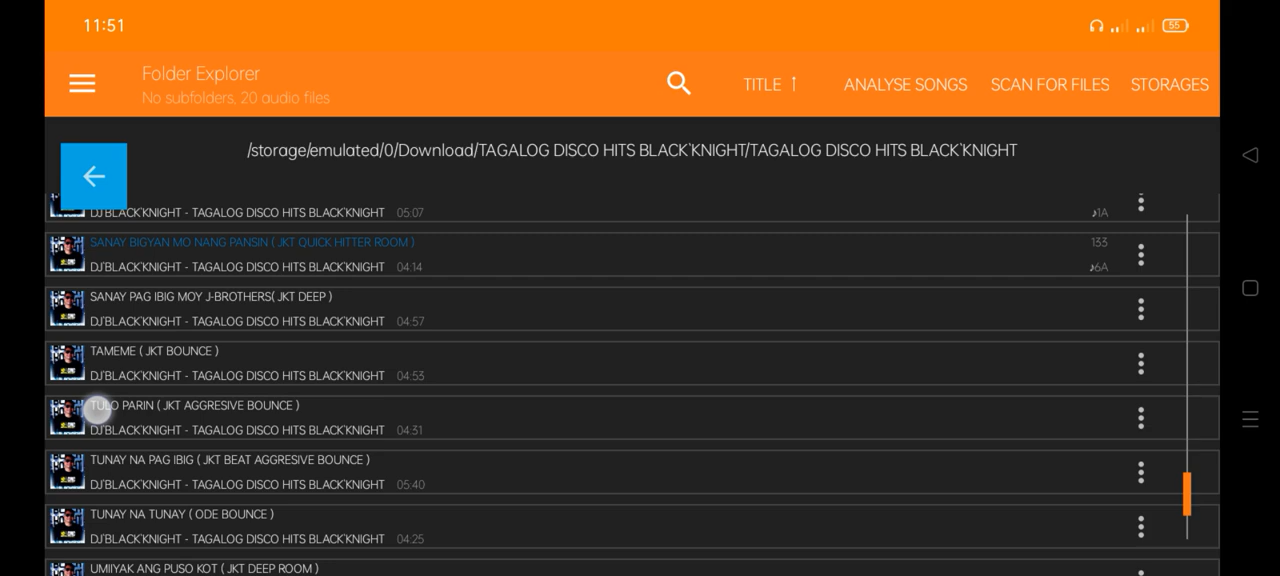 11:51
55
Folder Explorer
No subfolders, 20 audio files
TITLE ↑
ANALYSE SONGS
SCAN FOR FILES
STORAGES
/storage/emulated/0/Download/TAGALOG DISCO HITS BLACK'KNIGHT/TAGALOG DISCO HITS BLACK'KNIGHT
DJ'BLACK'KNIGHT - TAGALOG DISCO HITS BLACK'KNIGHT 05:07 ♪1A
SANAY BIGYAN MO NANG PANSIN ( JKT QUICK HITTER ROOM ) 133
DJ'BLACK'KNIGHT - TAGALOG DISCO HITS BLACK'KNIGHT 04:14 ♪6A
SANAY PAG IBIG MOY J-BROTHERS( JKT DEEP )
DJ'BLACK'KNIGHT - TAGALOG DISCO HITS BLACK'KNIGHT 04:57
TAMEME ( JKT BOUNCE )
DJ'BLACK'KNIGHT - TAGALOG DISCO HITS BLACK'KNIGHT 04:53
TULO PARIN ( JKT AGGRESIVE BOUNCE )
DJ'BLACK'KNIGHT - TAGALOG DISCO HITS BLACK'KNIGHT 04:31
TUNAY NA PAG IBIG ( JKT BEAT AGGRESIVE BOUNCE )
DJ'BLACK'KNIGHT - TAGALOG DISCO HITS BLACK'KNIGHT 05:40
TUNAY NA TUNAY ( ODE BOUNCE )
DJ'BLACK'KNIGHT - TAGALOG DISCO HITS BLACK'KNIGHT 04:25
UMIIYAK ANG PUSO KOT ( JKT DEEP ROOM )